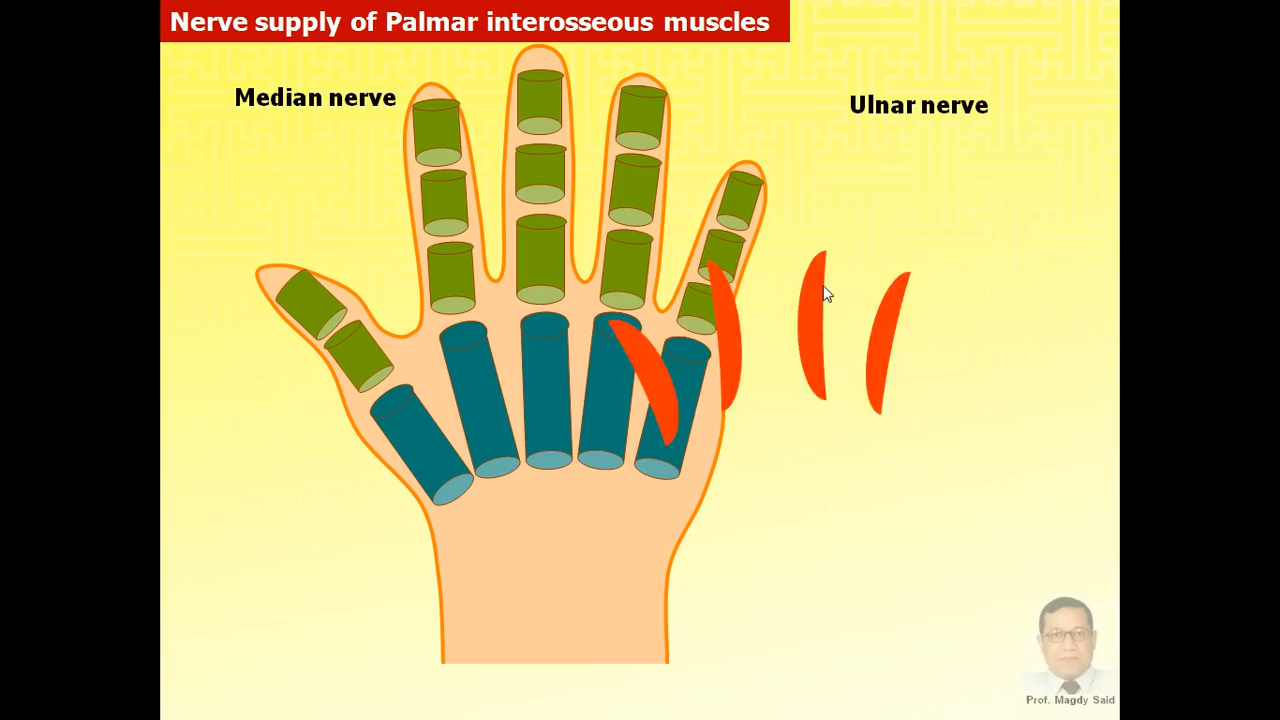 Nerve supply of Palmar interosseous muscles
Median nerve
Ulnar nerve
Prof. Magdy Said